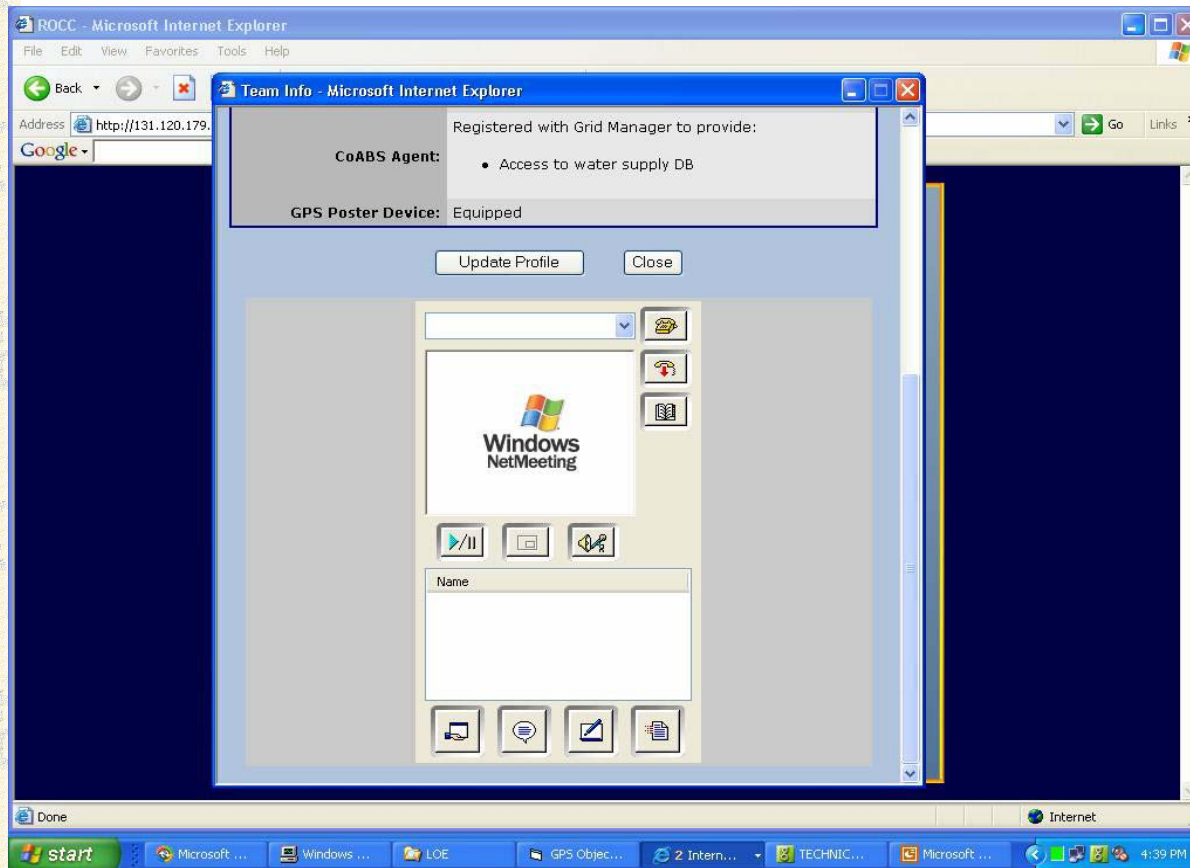 ROCC - Microsoft Internet Explorer
File Edit View Favorites Tools Help
Back
Team Info - Microsoft Internet Explorer
Address http://131.120.179.
Go Links
Google
Registered with Grid Manager to provide:
CoABS Agent:
• Access to water supply DB
GPS Poster Device: Equipped
Update Profile Close
Windows
NetMeeting
Name
Done
Internet
start Microsoft ... Windows ... LOE GPS Objec... 2 Intern... TECHNIC... Microsoft ... 4:39 PM